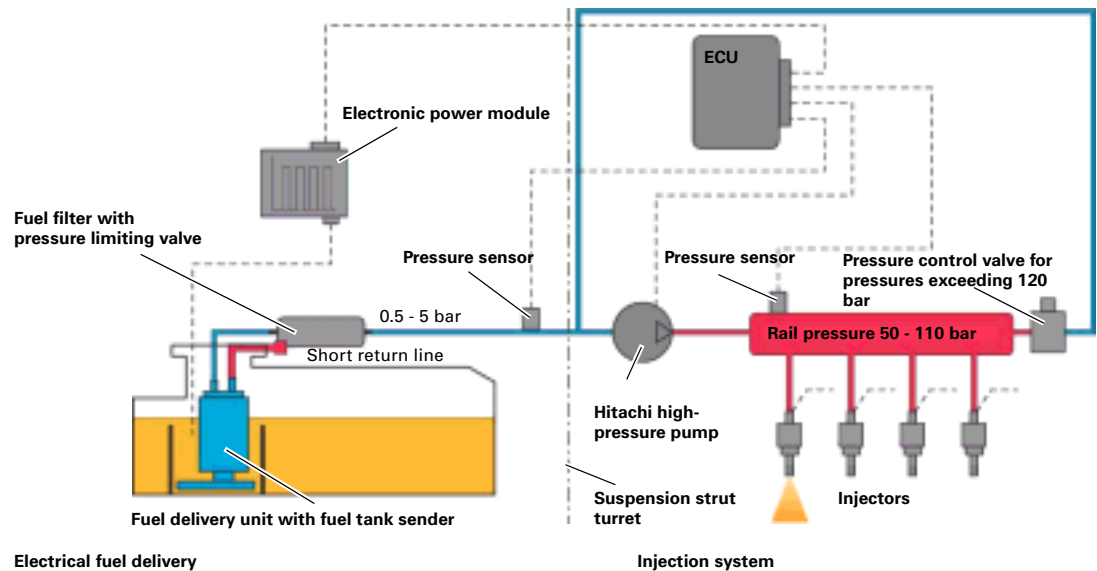 ECU
Electronic power module
Fuel filter with
pressure limiting valve
Pressure sensor
Pressure sensor
Pressure control valve for
pressures exceeding 120
bar
0.5 - 5 bar
Rail pressure 50 - 110 bar
Short return line
Hitachi high-
pressure pump
Suspension strut
turret
Injectors
Fuel delivery unit with fuel tank sender
Electrical fuel delivery
Injection system